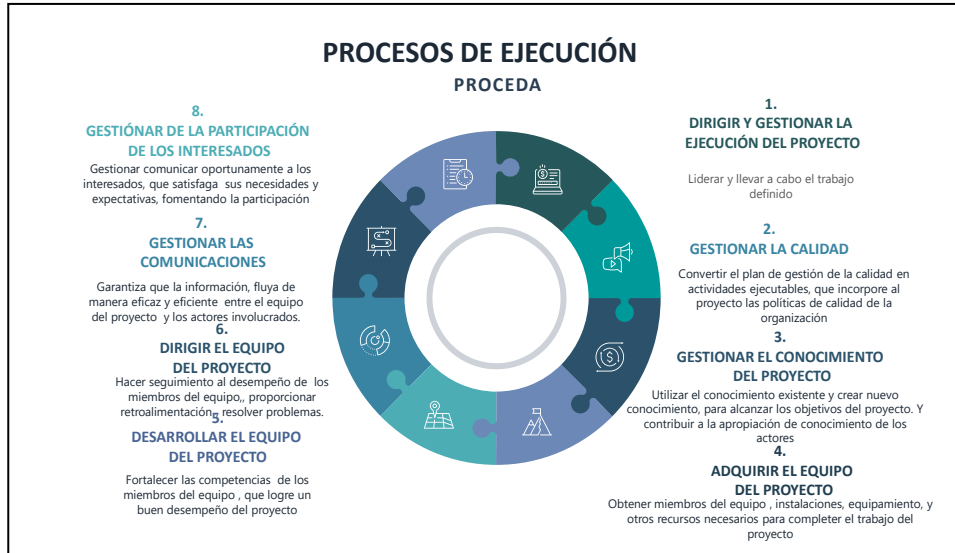 PROCESOS DE EJECUCIÓN
PROCEDA
1.
DIRIGIR Y GESTIONAR LA
EJECUCIÓN DEL PROYECTO
Liderar y llevar a cabo el trabajo
definido
2.
GESTIONAR LA CALIDAD
Convertir el plan de gestión de la calidad en
actividades ejecutables, que incorpore al
proyecto las políticas de calidad de la
organización
3.
GESTIONAR EL CONOCIMIENTO
DEL PROYECTO
Utilizar el conocimiento existente y crear nuevo
conocimiento, para alcanzar los objetivos del proyecto. Y
contribuir a la apropiación de conocimiento de los
actores
4.
ADQUIRIR EL EQUIPO
DEL PROYECTO
Obtener miembros del equipo , instalaciones, equipamiento, y
otros recursos necesarios para completer el trabajo del
proyecto
5.
DESARROLLAR EL EQUIPO
DEL PROYECTO
Fortalecer las competencias de los
miembros del equipo , que logre un
buen desempeño del proyecto
6.
DIRIGIR EL EQUIPO
DEL PROYECTO
Hacer seguimiento al desempeño de los
miembros del equipo,, proporcionar
retroalimentación, resolver problemas.
7.
GESTIONAR LAS
COMUNICACIONES
Garantiza que la información, fluya de
manera eficaz y eficiente entre el equipo
del proyecto y los actores involucrados.
8.
GESTIÓNAR DE LA PARTICIPACIÓN
DE LOS INTERESADOS
Gestionar comunicar oportunamente a los
interesados, que satisfaga sus necesidades y
expectativas, fomentando la participación